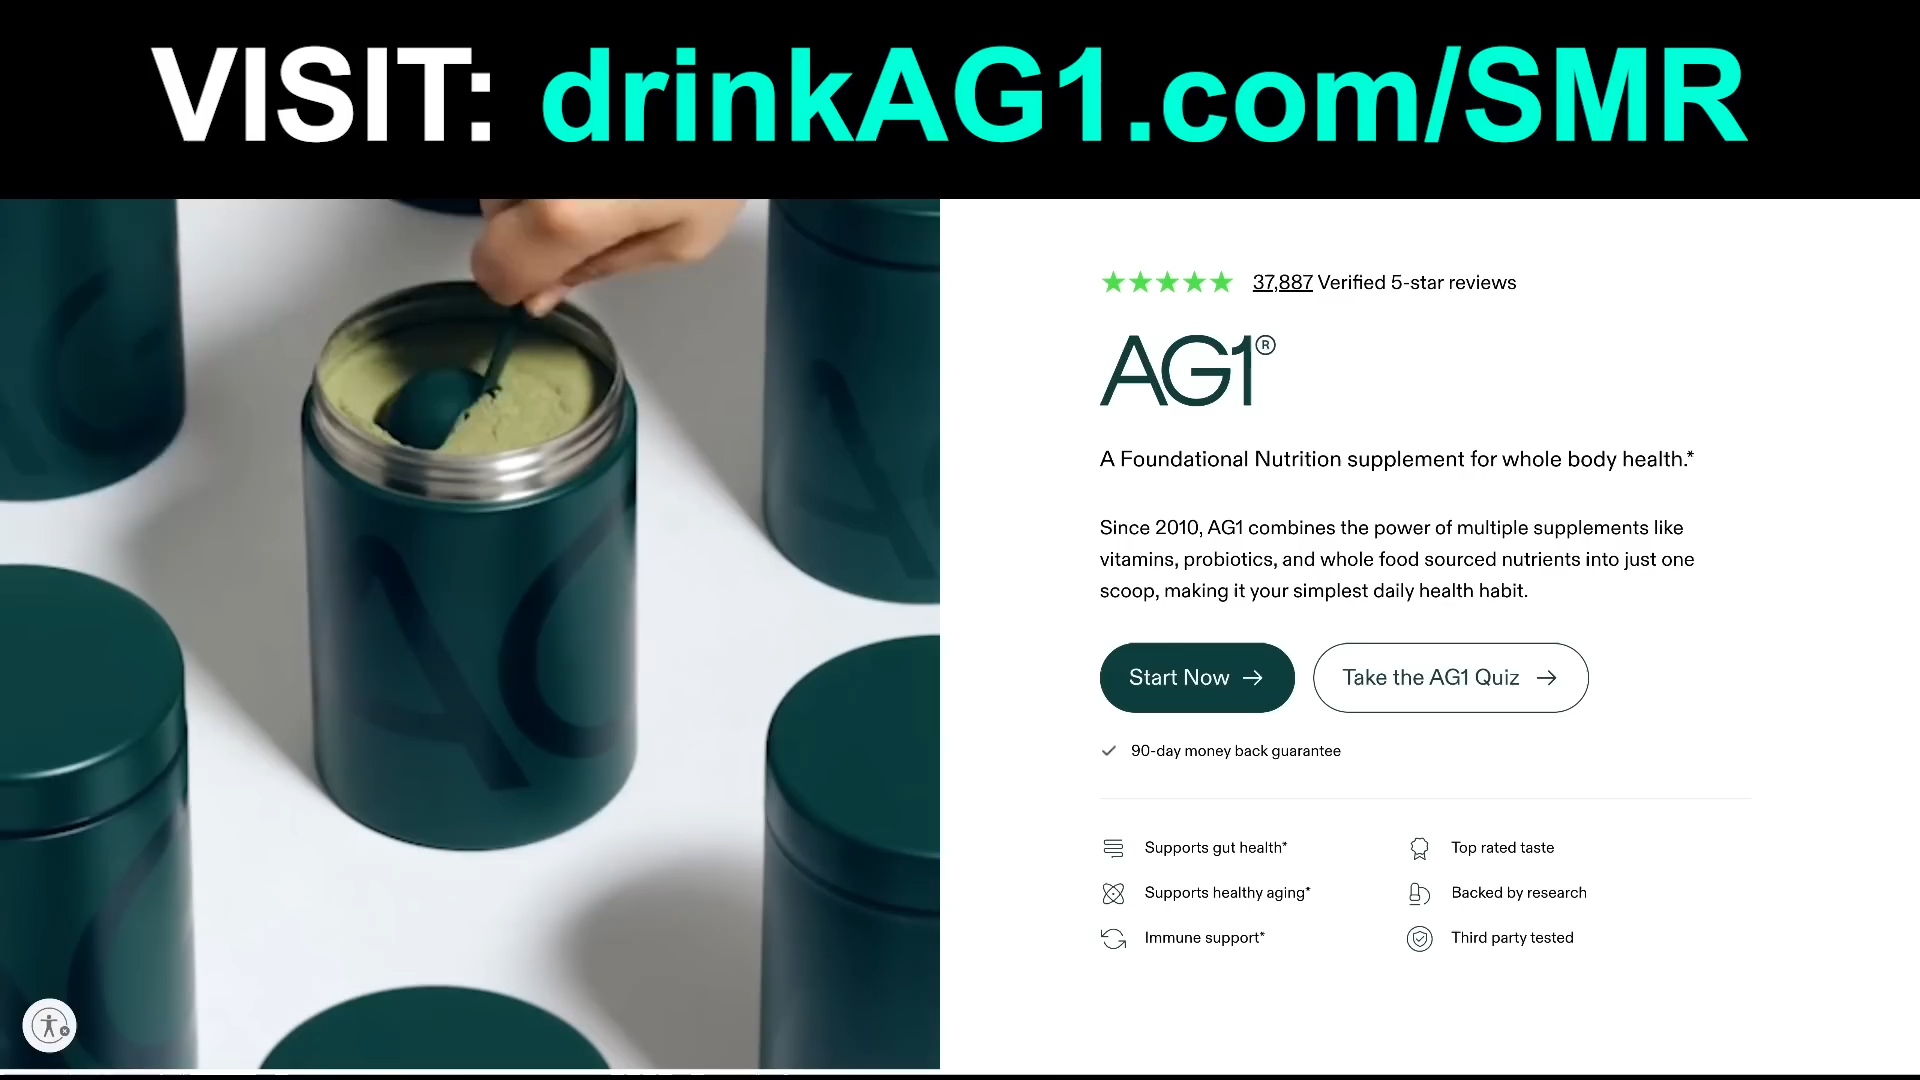 VISIT: drinkAG1.com/SMR
★★★★★ 37,887 Verified 5-star reviews
AG1®
A Foundational Nutrition supplement for whole body health.*
Since 2010, AG1 combines the power of multiple supplements like
vitamins, probiotics, and whole food sourced nutrients into just one
scoop, making it your simplest daily health habit.
Start Now →
Take the AG1 Quiz →
90-day money back guarantee
Supports gut health*
Top rated taste
Supports healthy aging*
Backed by research
Immune support*
Third party tested
AG